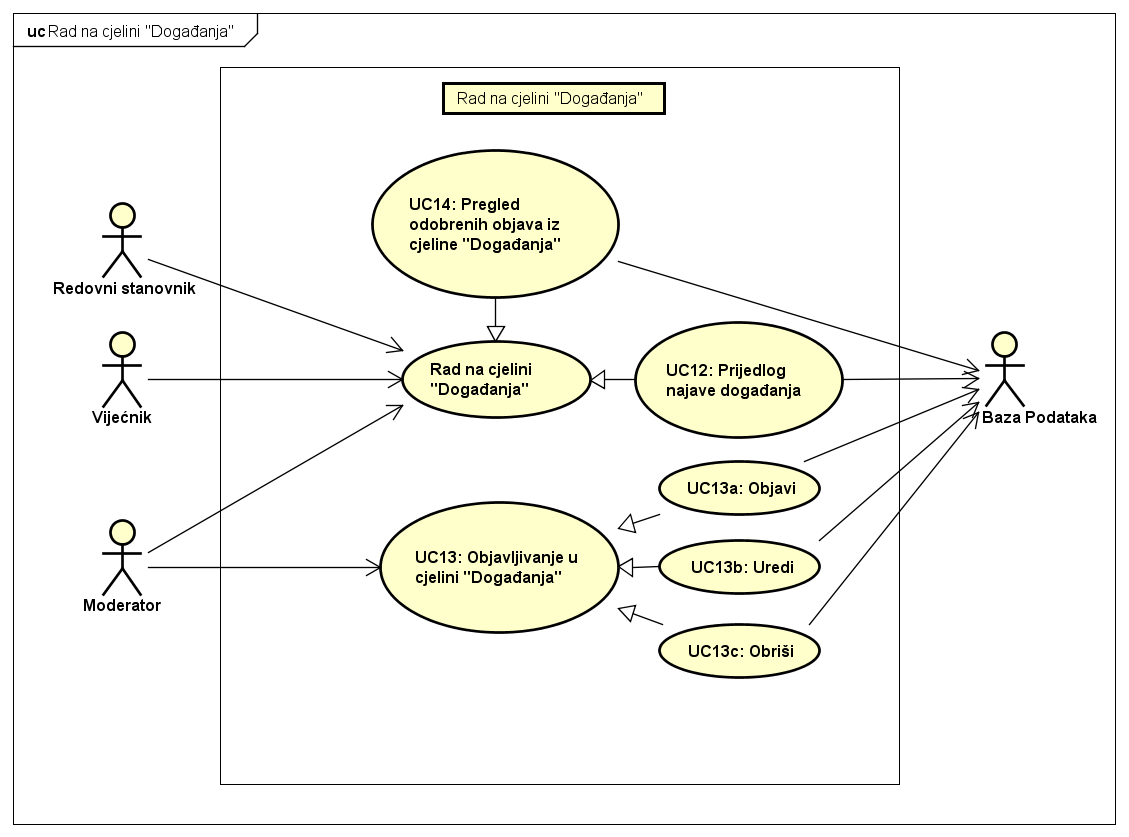 uc Rad na cjelini "Događanja"
Rad na cjelini "Događanja"
UC14: Pregled
odobrenih objava iz
cjeline "Događanja"
Redovni stanovnik
Rad na cjelini
"Događanja"
UC12: Prijedlog
najave događanja
Vijećnik
Baza Podataka
UC13a: Objavi
UC13: Objavljivanje u
cjelini "Događanja"
UC13b: Uredi
Moderator
UC13c: Obriši